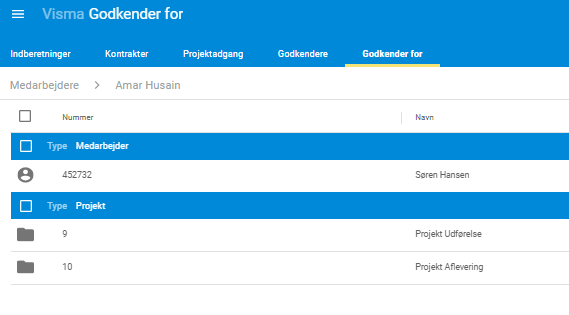 Visma Godkender for
Indberetninger Kontrakter Projektadgang Godkendere Godkender for
Medarbejdere > Amar Husain
Nummer Navn
Type Medarbejder
452732 Søren Hansen
Type Projekt
9 Projekt Udførelse
10 Projekt Aflevering